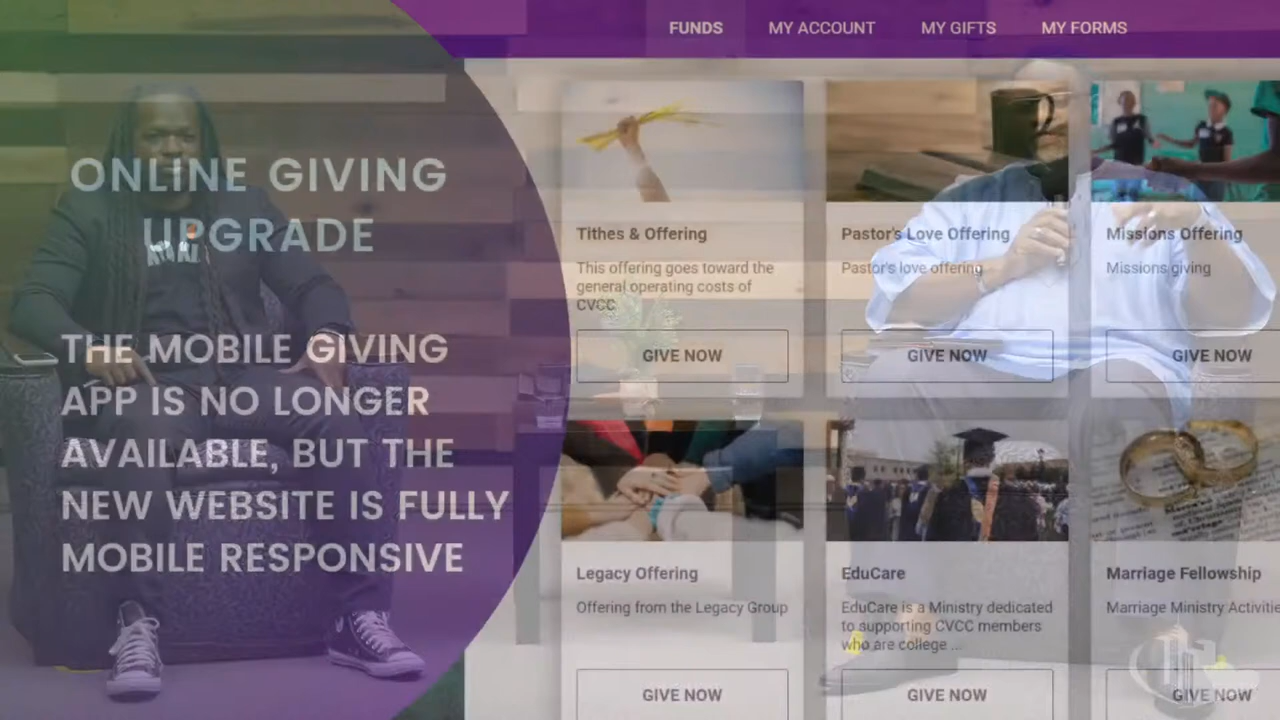 FUNDS MY ACCOUNT MY GIFTS MY FORMS
ONLINE GIVING
UPGRADE
THE MOBILE GIVING
APP IS NO LONGER
AVAILABLE, BUT THE
NEW WEBSITE IS FULLY
MOBILE RESPONSIVE
Tithes & Offering
This offering goes toward the
general operating costs of
CVCC.
GIVE NOW
Pastor's Love Offering
Pastor's love offering
GIVE NOW
Missions Offering
Missions giving
GIVE NOW
Legacy Offering
Offering from the Legacy Group
GIVE NOW
EduCare
EduCare is a Ministry dedicated
to supporting CVCC members
who are college ...
GIVE NOW
Marriage Fellowship
Marriage Ministry Activitie
GIVE NOW